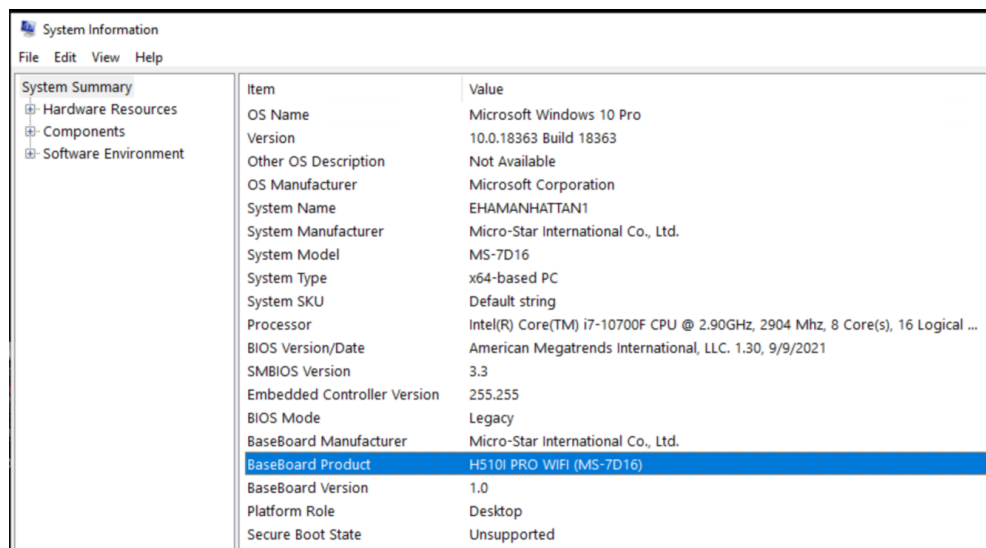 System Information
File Edit View Help
System Summary
Hardware Resources
Components
Software Environment
Item Value
OS Name Microsoft Windows 10 Pro
Version 10.0.18363 Build 18363
Other OS Description Not Available
OS Manufacturer Microsoft Corporation
System Name EHAMANHATTAN1
System Manufacturer Micro-Star International Co., Ltd.
System Model MS-7D16
System Type x64-based PC
System SKU Default string
Processor Intel(R) Core(TM) i7-10700F CPU @ 2.90GHz, 2904 Mhz, 8 Core(s), 16 Logical ...
BIOS Version/Date American Megatrends International, LLC. 1.30, 9/9/2021
SMBIOS Version 3.3
Embedded Controller Version 255.255
BIOS Mode Legacy
BaseBoard Manufacturer Micro-Star International Co., Ltd.
BaseBoard Product H510I PRO WIFI (MS-7D16)
BaseBoard Version 1.0
Platform Role Desktop
Secure Boot State Unsupported